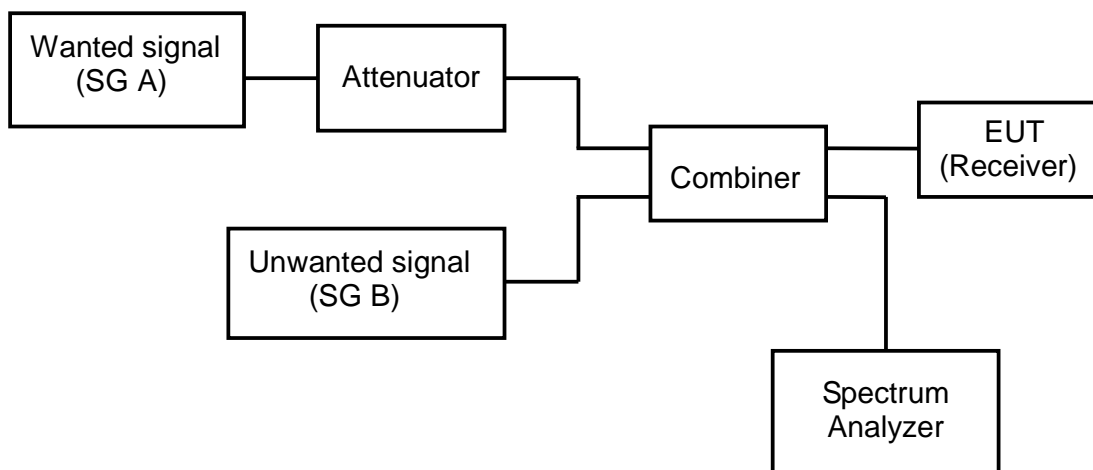 Wanted signal
(SG A)
Attenuator
EUT
(Receiver)
Combiner
Unwanted signal
(SG B)
Spectrum
Analyzer